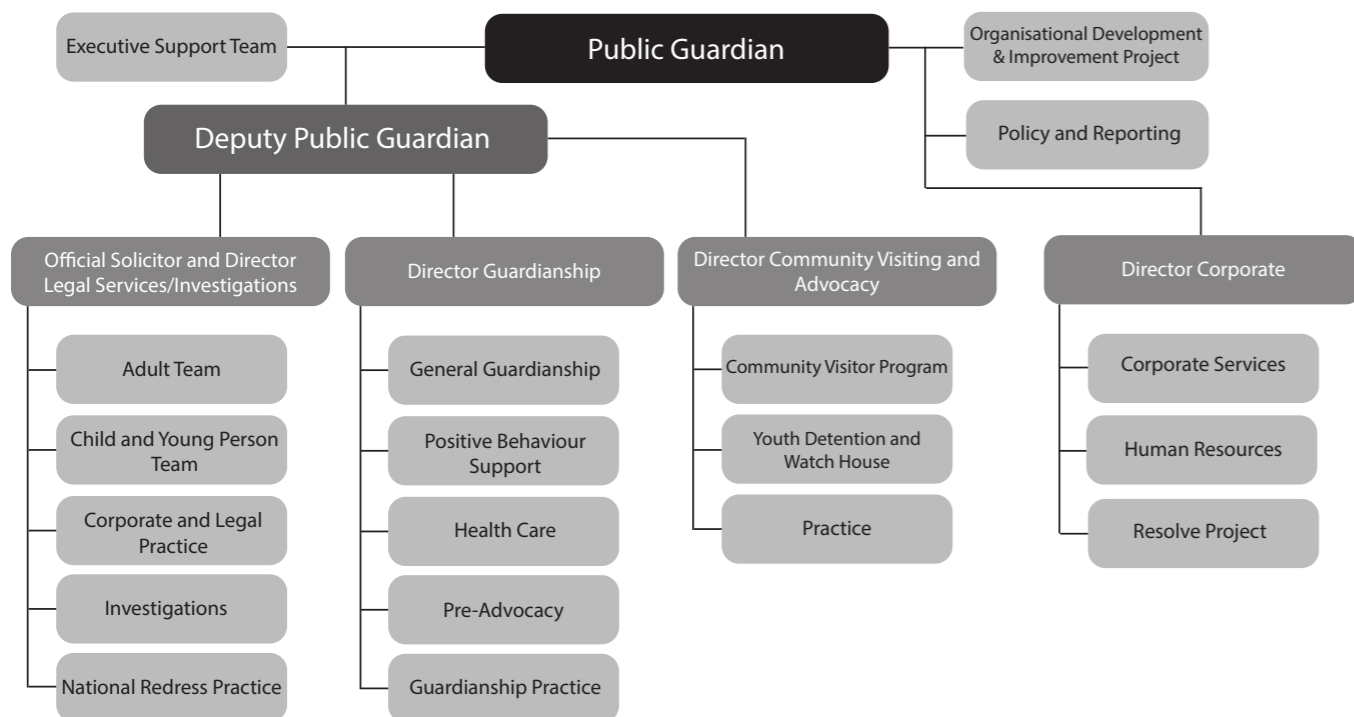 Executive Support Team
Public Guardian
Organisational Development
& Improvement Project
Policy and Reporting
Deputy Public Guardian
Official Solicitor and Director
Legal Services/Investigations
Adult Team
Child and Young Person
Team
Corporate and Legal
Practice
Investigations
National Redress Practice
Director Guardianship
General Guardianship
Positive Behaviour
Support
Health Care
Pre-Advocacy
Guardianship Practice
Director Community Visiting and
Advocacy
Community Visitor Program
Youth Detention and
Watch House
Practice
Director Corporate
Corporate Services
Human Resources
Resolve Project